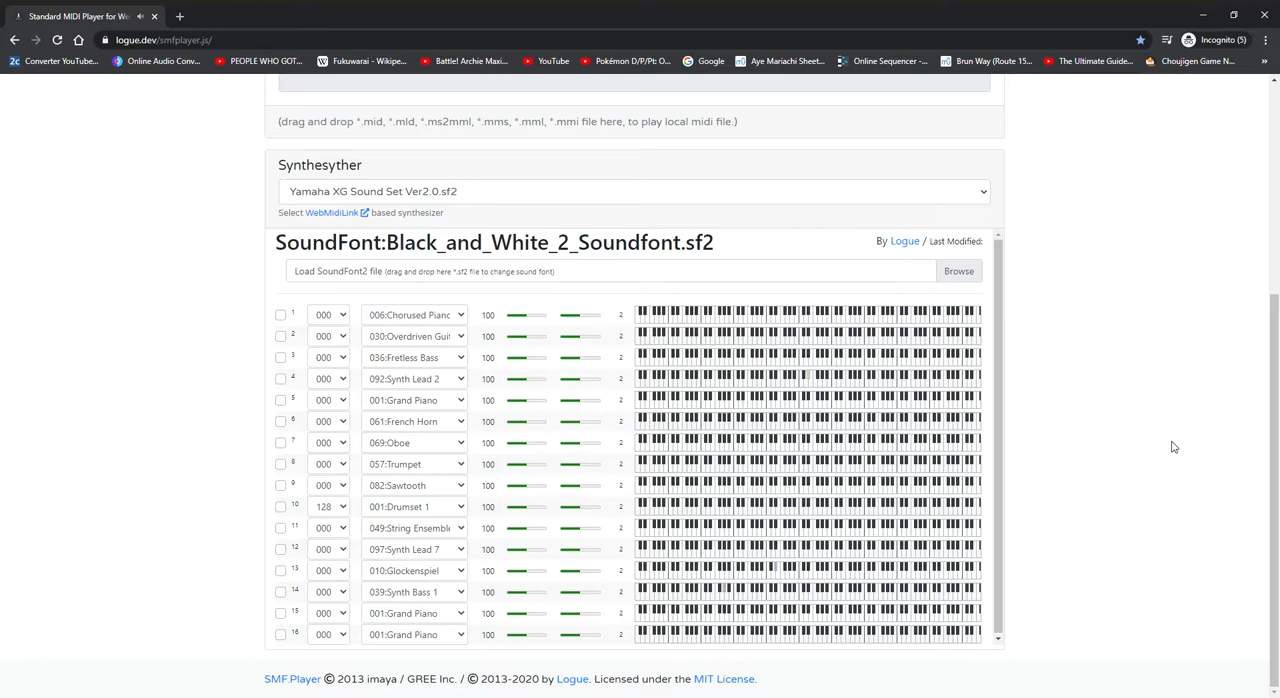 Standard MIDI Player for We
logue.dev/smfplayer.js/
Incognito (5)
Converter YouTube...
Online Audio Conv...
PEOPLE WHO GOT...
Fukuwarai - Wikipe...
Battle! Archie Maxi...
YouTube
Pokémon D/P/Pt: O...
Google
Aye Mariachi Sheet...
Online Sequencer -...
Brun Way (Route 15...
The Ultimate Guide...
Choujigen Game N...
»
(drag and drop *.mid, *.mld, *.ms2mml, *.mms, *.mml, *.mmi file here, to play local midi file.)
Synthesyther
Yamaha XG Sound Set Ver2.0.sf2
Select WebMidiLink based synthesizer
SoundFont:Black_and_White_2_Soundfont.sf2
By Logue / Last Modified:
Load SoundFont2 file (drag and drop here *.sf2 file to change sound font)
Browse
1 000 006:Chorused Pianc 100 2
2 000 030:Overdriven Guit 100 2
3 000 036:Fretless Bass 100 2
4 000 092:Synth Lead 2 100 2
5 000 001:Grand Piano 100 2
6 000 061:French Horn 100 2
7 000 069:Oboe 100 2
8 000 057:Trumpet 100 2
9 000 082:Sawtooth 100 2
10 128 001:Drumset 1 100 2
11 000 049:String Ensemble 100 2
12 000 097:Synth Lead 7 100 2
13 000 010:Glockenspiel 100 2
14 000 039:Synth Bass 1 100 2
15 000 001:Grand Piano 100 2
16 000 001:Grand Piano 100 2
SMF.Player © 2013 imaya / GREE Inc. / © 2013-2020 by Logue. Licensed under the MIT License.